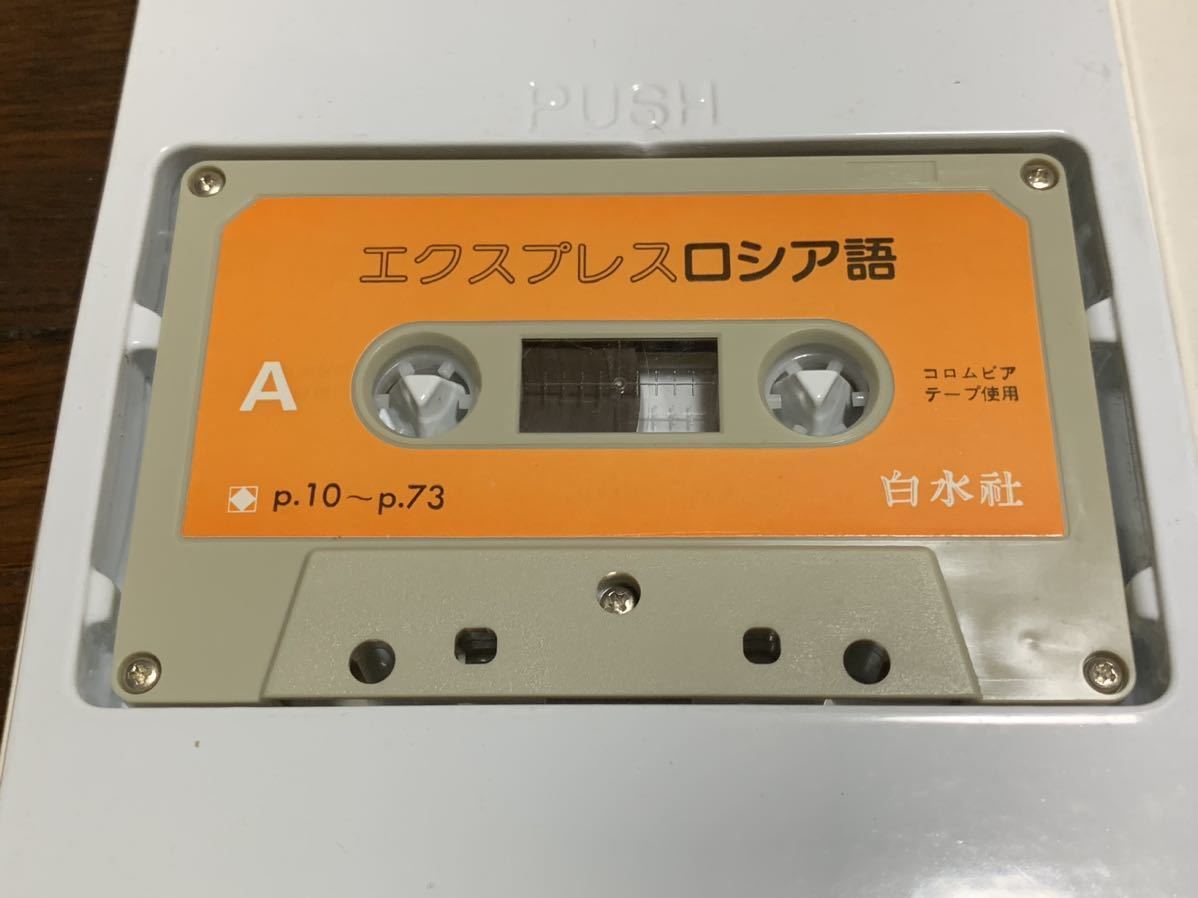 PUSH
エクスプレスロシア語
A
コロムビア
テープ使用
p.10～p.73
白水社